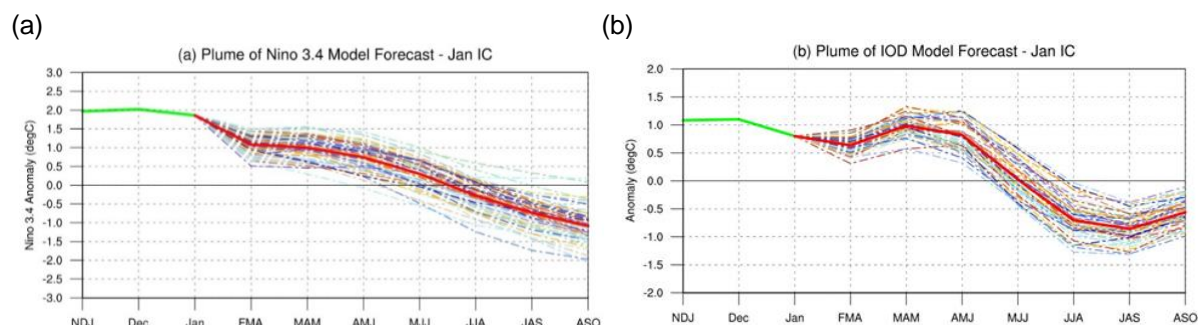 (a)
(b)
(a) Plume of Nino 3.4 Model Forecast - Jan IC
(b) Plume of IOD Model Forecast - Jan IC
Nino 3.4 Anomaly (degC)
3.0
2.5
2.0
1.5
1.0
0.5
0.0
-0.5
-1.0
-1.5
-2.0
-2.5
-3.0
NDJ Dec Jan FMA MAM AMJ MJJ JJA JAS ASO
Anomaly (degC)
2.0
1.5
1.0
0.5
0.0
-0.5
-1.0
-1.5
-2.0
NDJ Dec Jan FMA MAM AMJ MJJ JJA JAS ASO